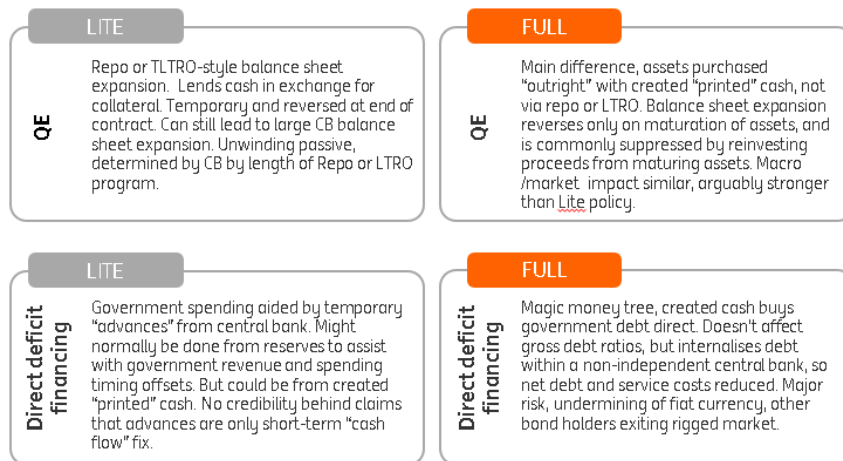 LITE
QE
Repo or TLTRO-style balance sheet
expansion.  Lends cash in exchange for
collateral. Temporary and reversed at end of
contract. Can still lead to large CB balance
sheet expansion. Unwinding passive,
determined by CB by length of Repo or LTRO
program.
FULL
QE
Main difference, assets purchased
“outright” with created “printed” cash, not
via repo or LTRO. Balance sheet expansion
reverses only on maturation of assets, and
is commonly suppressed by reinvesting
proceeds from maturing assets. Macro
/market  impact similar, arguably stronger
than Lite policy.
LITE
Direct deficit
financing
Government spending aided by temporary
“advances” from central bank. Might
normally be done from reserves to assist
with government revenue and spending
timing offsets. But could be from created
“printed” cash. No credibility behind claims
that advances are only short-term “cash
flow” fix.
FULL
Direct deficit
financing
Magic money tree, created cash buys
government debt direct. Doesn’t affect
gross debt ratios, but internalises debt
within a non-independent central bank, so
net debt and service costs reduced. Major
risk, undermining of fiat currency, other
bond holders exiting rigged market.